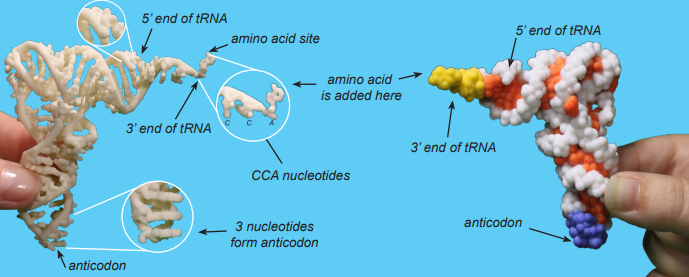 5’ end of tRNA
amino acid site
3’ end of tRNA
C C A
CCA nucleotides
3 nucleotides
form anticodon
anticodon
amino acid
is added here
5’ end of tRNA
3’ end of tRNA
anticodon